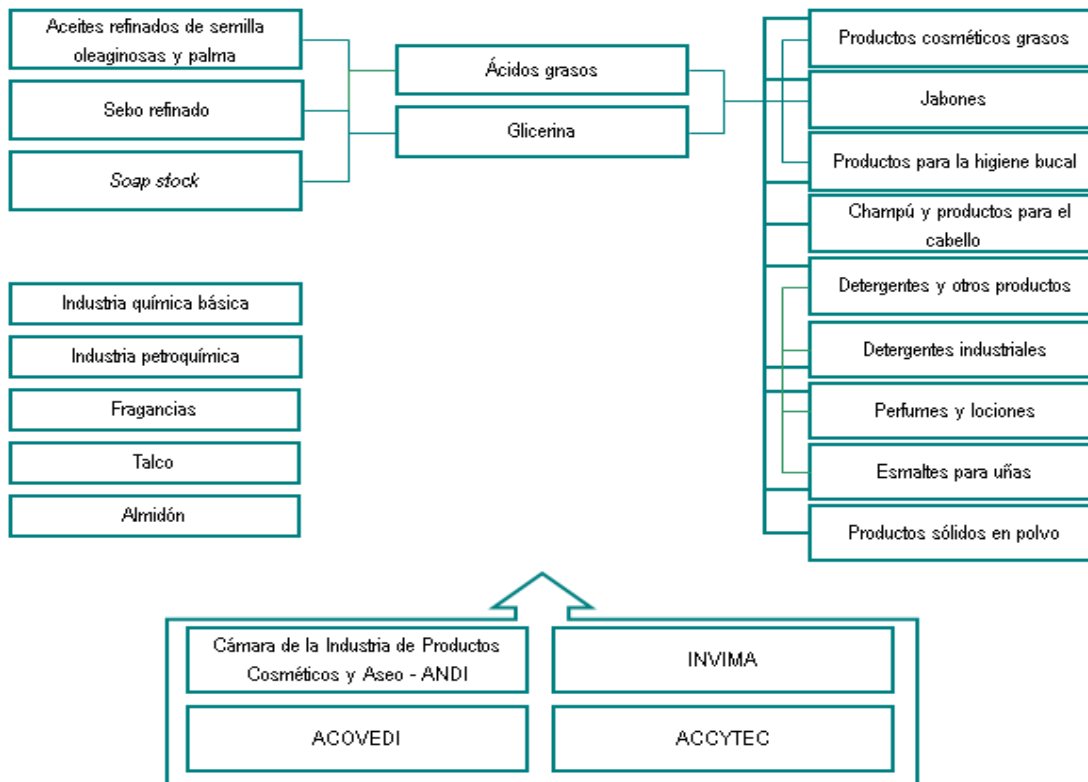 Aceites refinados de semilla
oleaginosas y palma
Sebo refinado
Soap stock
Ácidos grasos
Glicerina
Productos cosméticos grasos
Jabones
Productos para la higiene bucal
Champú y productos para el
cabello
Detergentes y otros productos
Detergentes industriales
Perfumes y lociones
Esmaltes para uñas
Productos sólidos en polvo
Industria química básica
Industria petroquímica
Fragancias
Talco
Almidón
Cámara de la Industria de Productos
Cosméticos y Aseo - ANDI
INVIMA
ACOVEDI
ACCYTEC